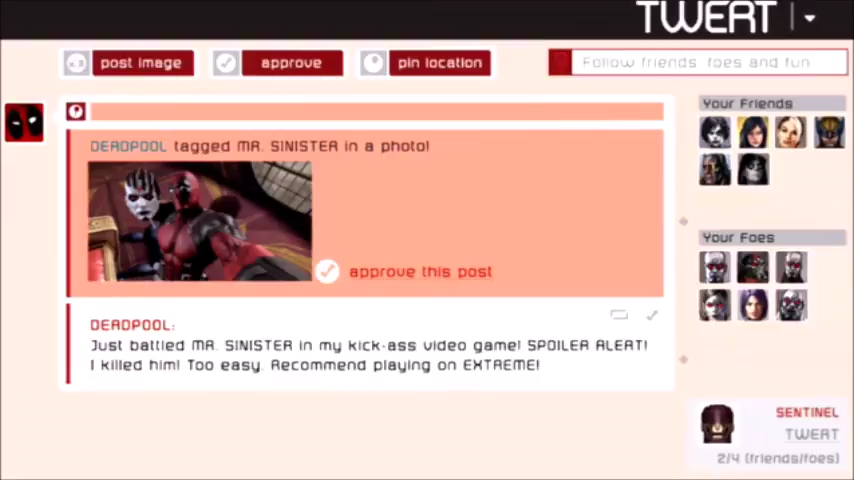 TWERT
post image
approve
pin location
Follow friends, foes and fun
Your Friends
DEADPOOL tagged MR. SINISTER in a photo!
approve this post
Your Foes
DEADPOOL:
Just battled MR. SINISTER in my kick-ass video game! SPOILER ALERT!
I killed him! Too easy. Recommend playing on EXTREME!
SENTINEL
TWERT
2/4 (friends/foes)